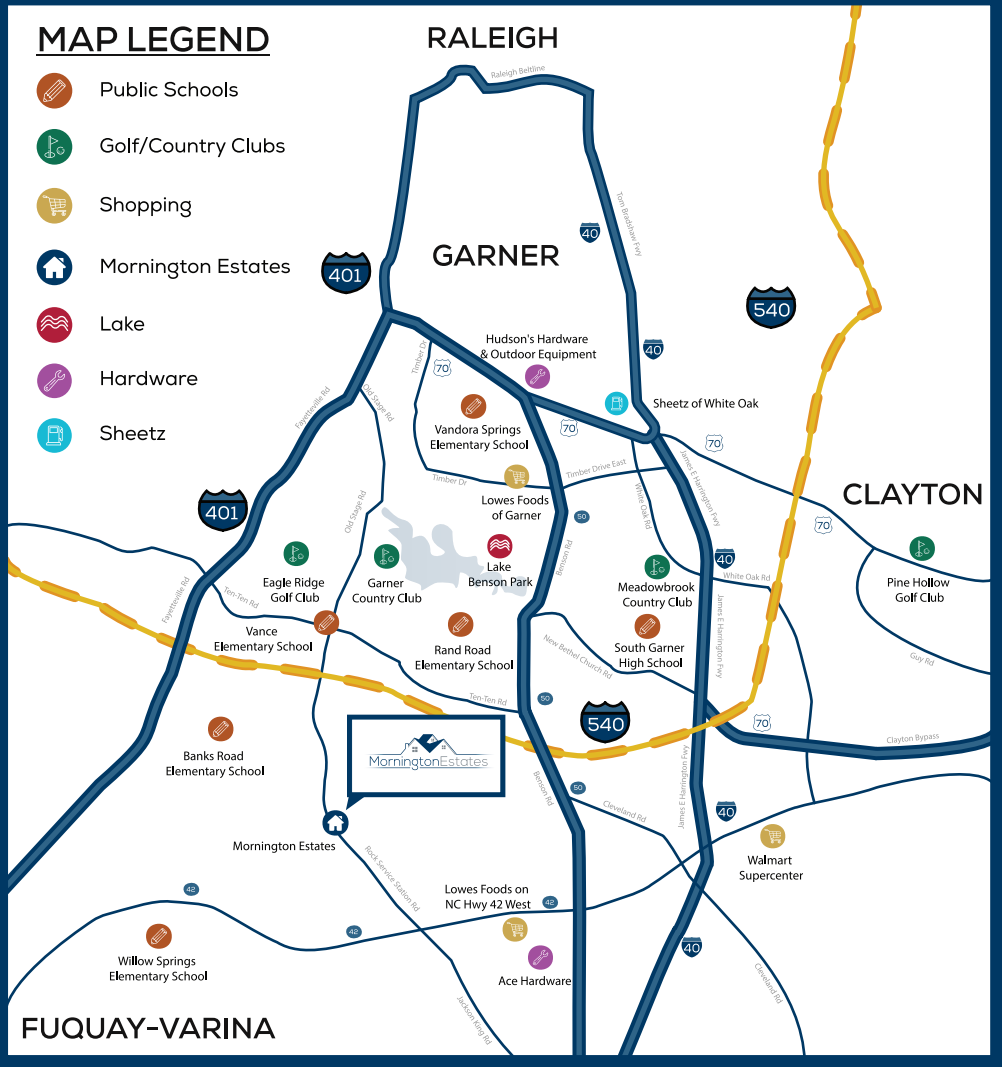 MAP LEGEND
Public Schools
Golf/Country Clubs
Shopping
Mornington Estates
Lake
Hardware
Sheetz
RALEIGH
Raleigh Beltline
Tom Bradshaw Fwy
40
GARNER
401
540
40
Hudson's Hardware
& Outdoor Equipment
Timber Dr
70
Fayetteville Rd
Old Stage Rd
Sheetz of White Oak
Vandora Springs
Elementary School
70
70
James E Harrington Fwy
Timber Dr
Timber Drive East
White Oak Rd
Lowes Foods
of Garner
50
CLAYTON
401
Old Stage Rd
70
Benson Rd
40
Eagle Ridge
Golf Club
Garner
Country Club
Lake
Benson Park
Meadowbrook
Country Club
White Oak Rd
Pine Hollow
Golf Club
Fayetteville Rd
Ten-Ten Rd
James E Harrington Fwy
Vance
Elementary School
Rand Road
Elementary School
New Bethel Church Rd
South Garner
High School
Guy Rd
Ten-Ten Rd
50
540
70
Clayton Bypass
MorningtonEstates
Banks Road
Elementary School
Benson Rd
50
James E Harrington Fwy
Cleveland Rd
40
Mornington Estates
Rock Service Station Rd
Walmart
Supercenter
42
Lowes Foods on
NC Hwy 42 West
42
42
40
Willow Springs
Elementary School
Ace Hardware
Cleveland Rd
Jackson King Rd
FUQUAY-VARINA